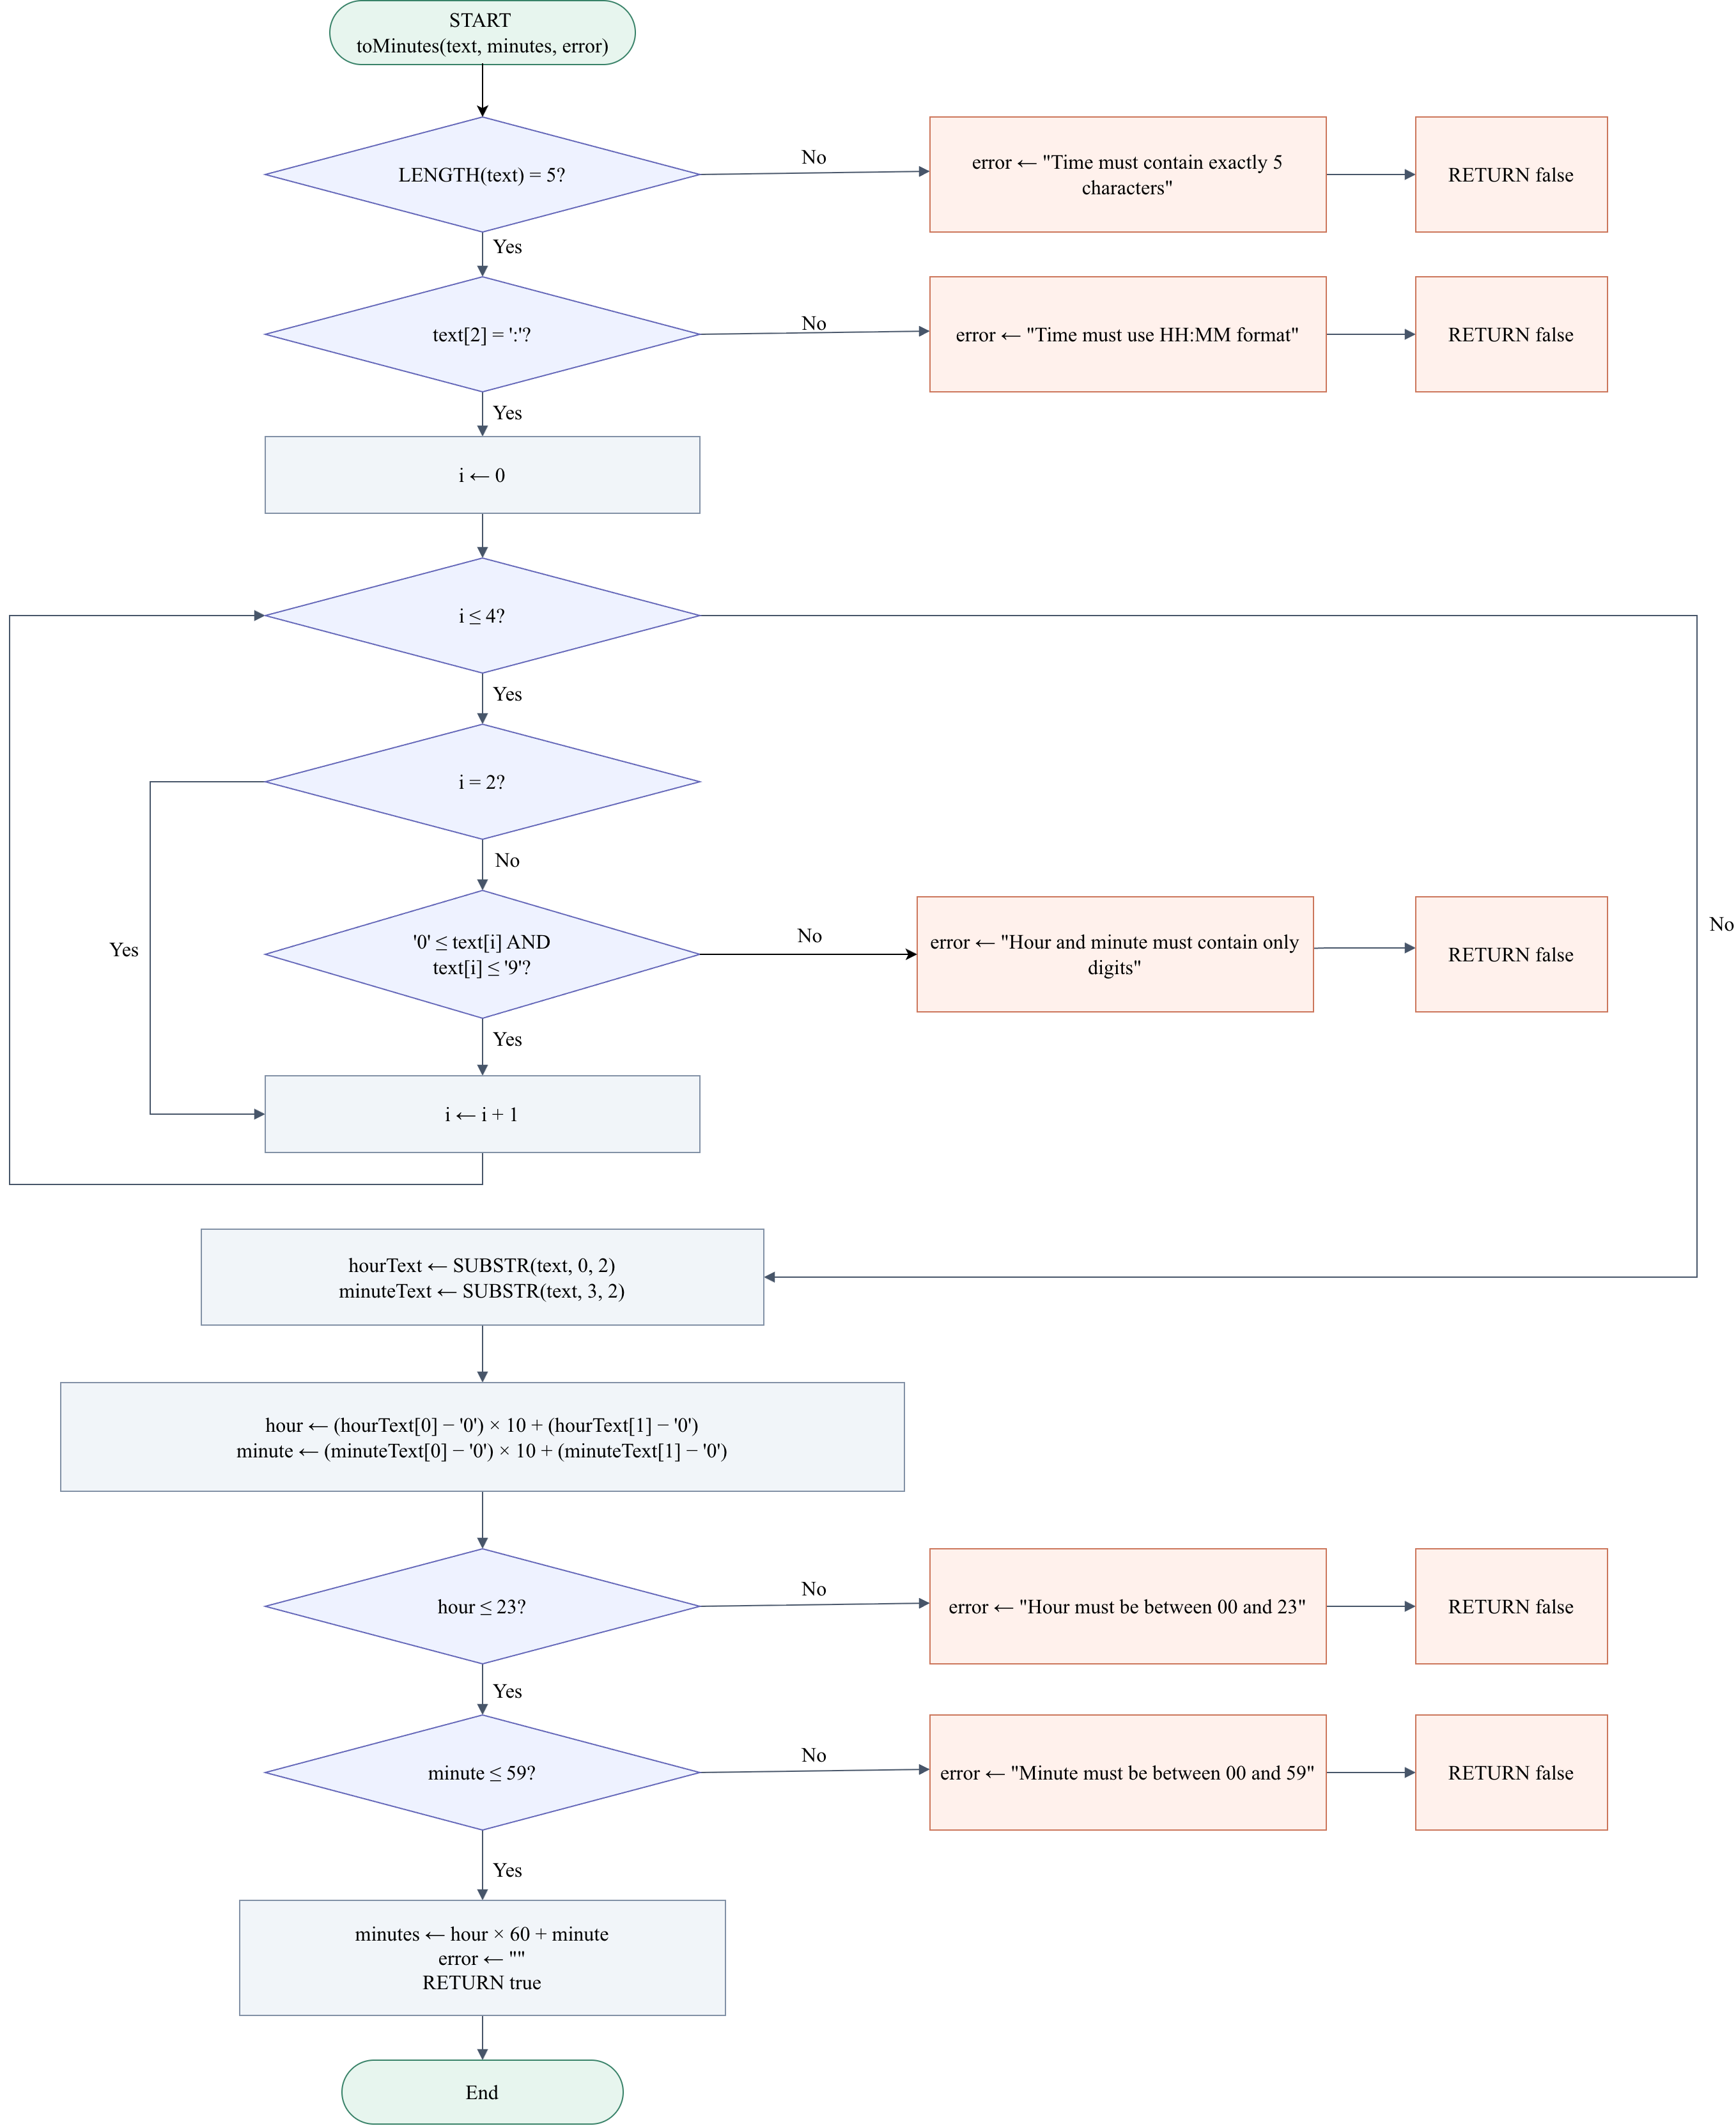 START
toMinutes(text, minutes, error)
LENGTH(text) = 5?
No
error ← "Time must contain exactly 5
characters"
RETURN false
Yes
text[2] = ':'?
No
error ← "Time must use HH:MM format"
RETURN false
Yes
i ← 0
i ≤ 4?
Yes
i = 2?
No
'0' ≤ text[i] AND
text[i] ≤ '9'?
No
error ← "Hour and minute must contain only
digits"
RETURN false
No
Yes
Yes
i ← i + 1
hourText ← SUBSTR(text, 0, 2)
minuteText ← SUBSTR(text, 3, 2)
hour ← (hourText[0] − '0') × 10 + (hourText[1] − '0')
minute ← (minuteText[0] − '0') × 10 + (minuteText[1] − '0')
hour ≤ 23?
No
error ← "Hour must be between 00 and 23"
RETURN false
Yes
minute ≤ 59?
No
error ← "Minute must be between 00 and 59"
RETURN false
Yes
minutes ← hour × 60 + minute
error ← ""
RETURN true
End